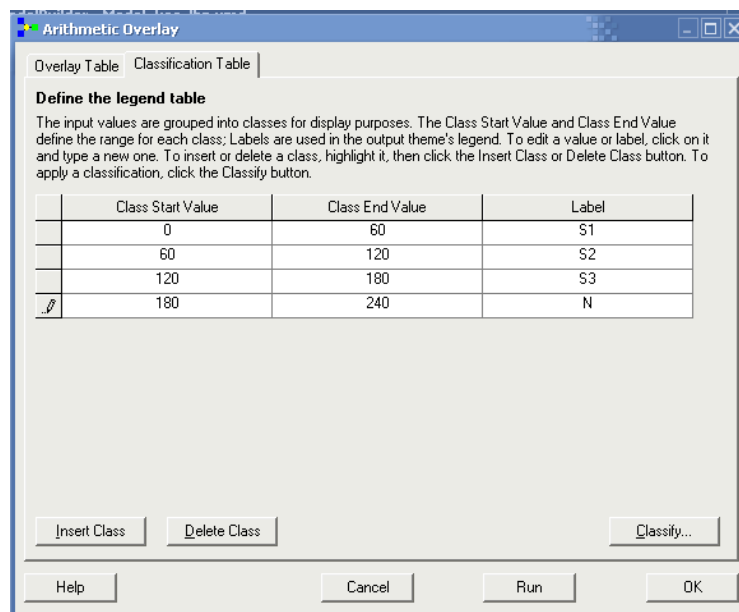 Arithmetic Overlay
Overlay Table Classification Table
Define the legend table
The input values are grouped into classes for display purposes. The Class Start Value and Class End Value
define the range for each class; Labels are used in the output theme's legend. To edit a value or label, click on it
and type a new one. To insert or delete a class, highlight it, then click the Insert Class or Delete Class button. To
apply a classification, click the Classify button.
Class Start Value Class End Value Label
0 60 S1
60 120 S2
120 180 S3
180 240 N
Insert Class Delete Class Classify...
Help Cancel Run OK